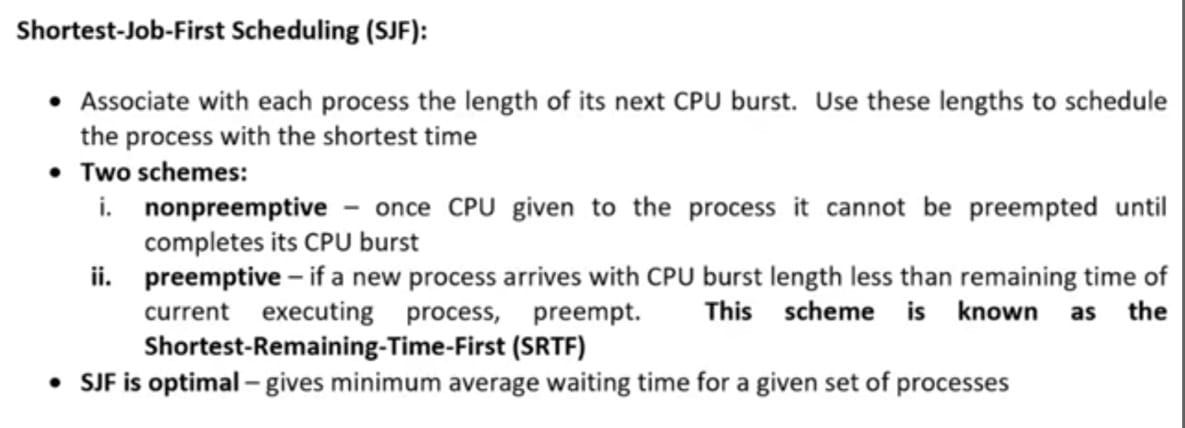 Shortest-Job-First Scheduling (SJF):
• Associate with each process the length of its next CPU burst. Use these lengths to schedule
the process with the shortest time
• Two schemes:
i. nonpreemptive – once CPU given to the process it cannot be preempted until
completes its CPU burst
ii. preemptive – if a new process arrives with CPU burst length less than remaining time of
current executing process, preempt. This scheme is known as the
Shortest-Remaining-Time-First (SRTF)
• SJF is optimal – gives minimum average waiting time for a given set of processes